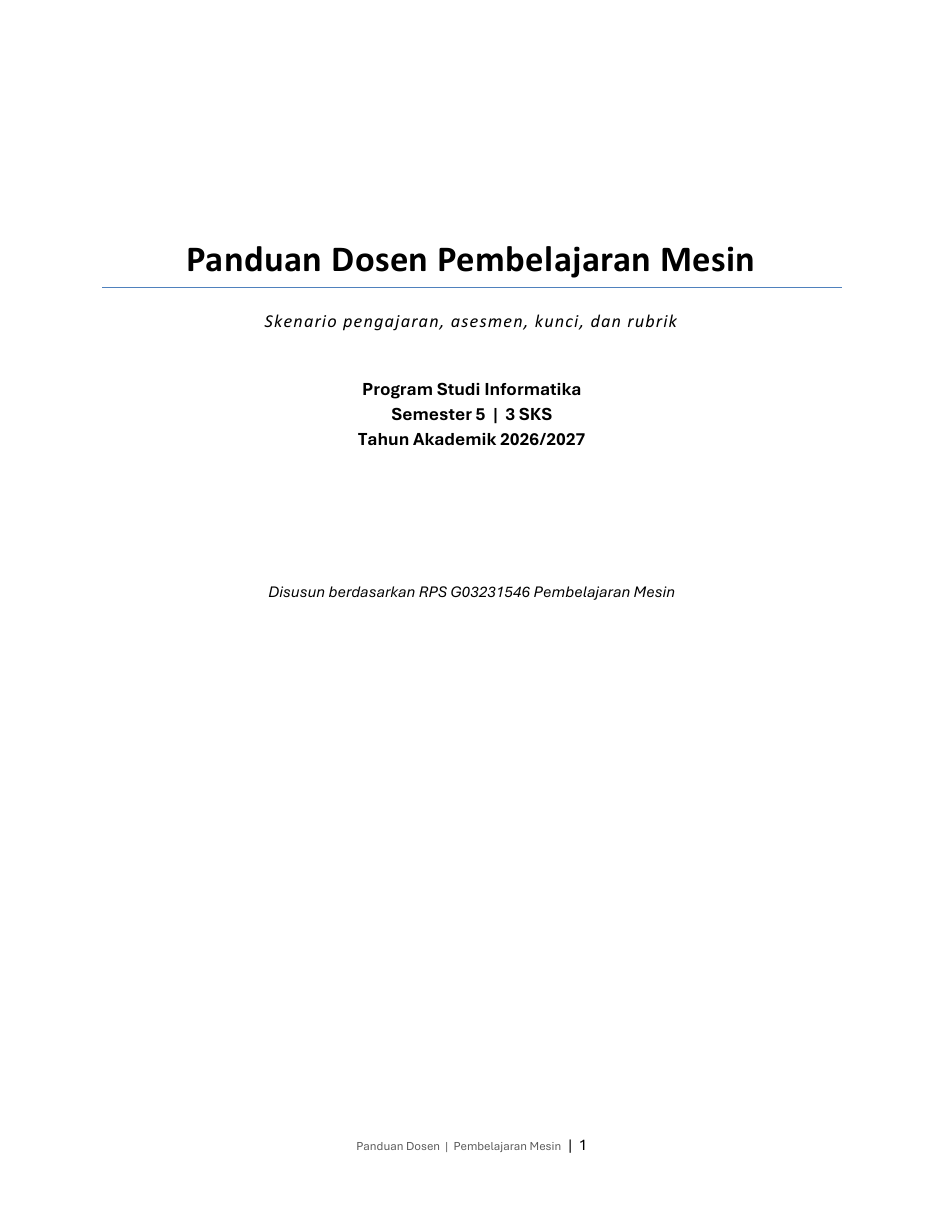 Panduan Dosen Pembelajaran Mesin
Skenario pengajaran, asesmen, kunci, dan rubrik
Program Studi Informatika
Semester 5 | 3 SKS
Tahun Akademik 2026/2027
Disusun berdasarkan RPS G03231546 Pembelajaran Mesin
Panduan Dosen | Pembelajaran Mesin | 1